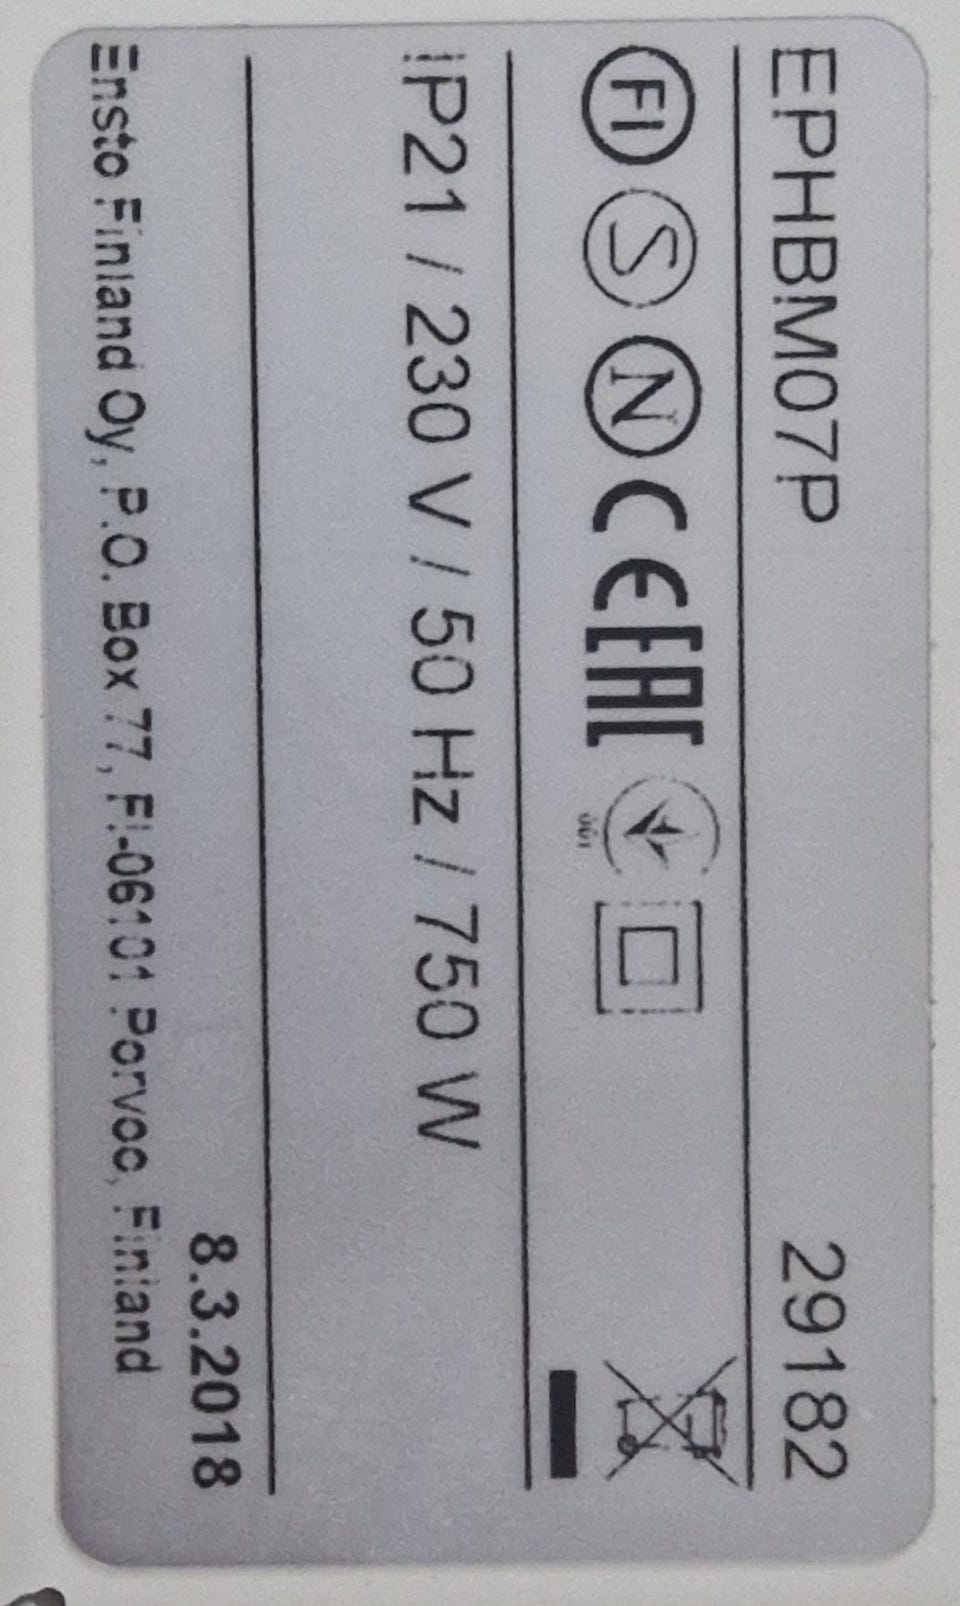 EPHBM07P 29182
FI S N CE EAC
001
IP21 / 230 V / 50 Hz / 750 W
8.3.2018
Ensto Finland Oy, P.O. Box 77, FI-06101 Porvoo, Finland